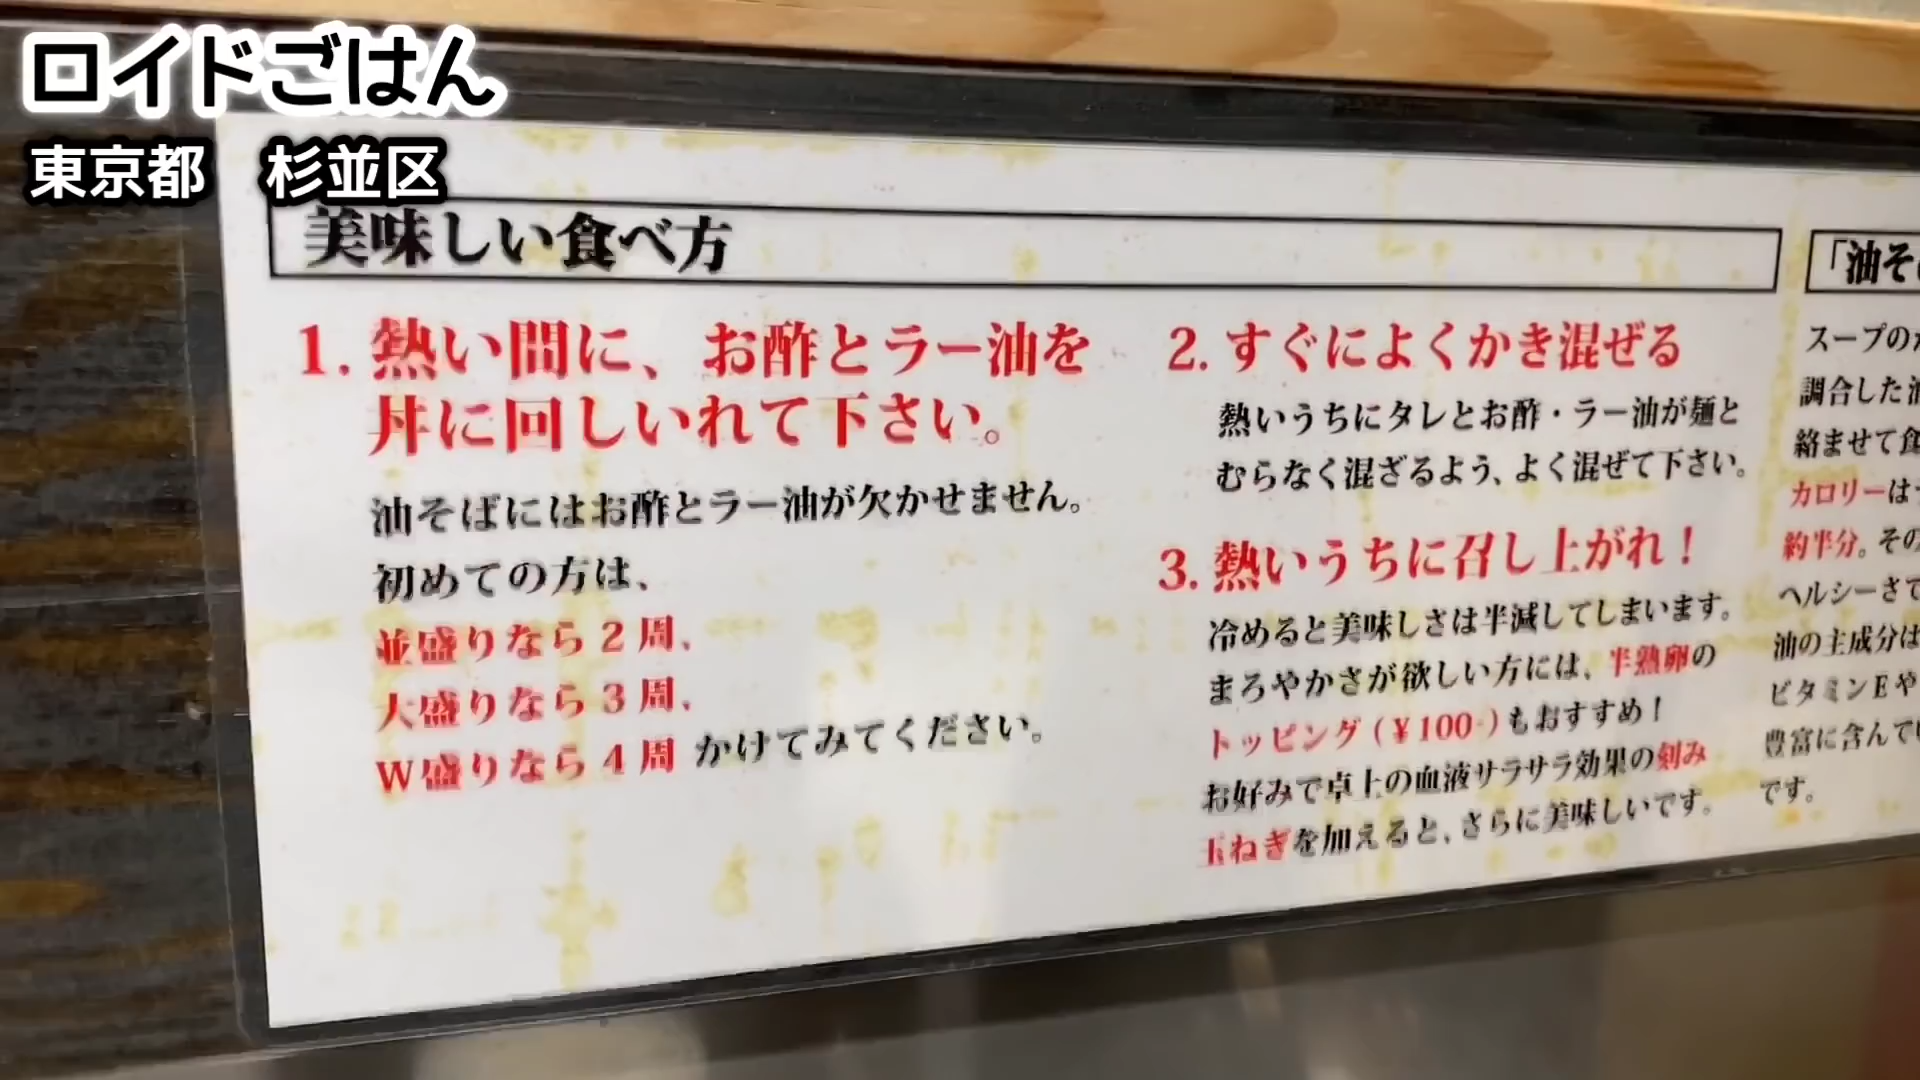 ロイドごはん
東京都 杉並区
美味しい食べ方
1. 熱い間に、お酢とラー油を
丼に回しいれて下さい。
油そばにはお酢とラー油が欠かせません。
初めての方は、
並盛りなら2周、
大盛りなら3周、
W盛りなら4周 かけてみてください。
2. すぐによくかき混ぜる
熱いうちにタレとお酢・ラー油が麺と
むらなく混ざるよう、よく混ぜて下さい。
3. 熱いうちに召し上がれ！
冷めると美味しさは半減してしまいます。
まろやかさが欲しい方には、半熟卵の
トッピング(￥100-)もおすすめ！
お好みで卓上の血液サラサラ効果の刻み
玉ねぎを加えると、さらに美味しいです。
「油そ
スープの
調合した
絡ませて食
カロリーは
約半分。その
ヘルシーさで
油の主成分は
ビタミンEや
豊富に含んで
です。